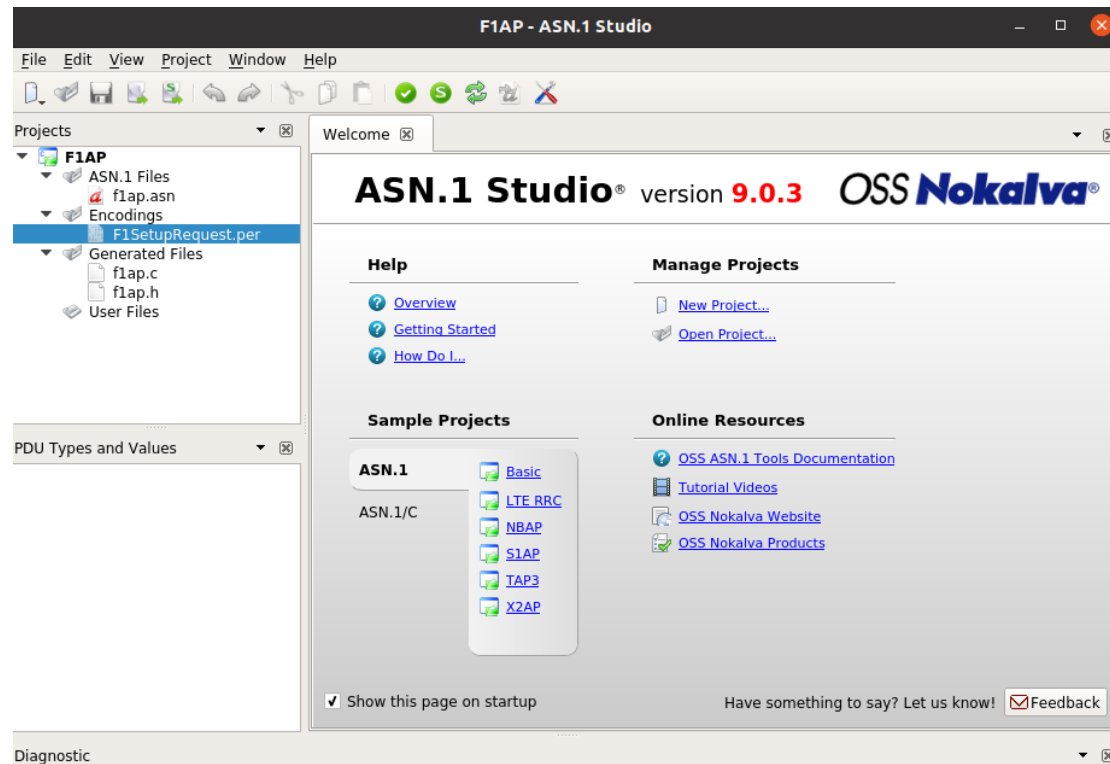 F1AP - ASN.1 Studio
File Edit View Project Window Help
Projects
F1AP
ASN.1 Files
f1ap.asn
Encodings
F1SetupRequest.per
Generated Files
f1ap.c
f1ap.h
User Files
PDU Types and Values
Welcome
ASN.1 Studio® version 9.0.3 OSS Nokalva®
Help
Overview
Getting Started
How Do I...
Manage Projects
New Project...
Open Project...
Sample Projects
ASN.1
ASN.1/C
Basic
LTE RRC
NBAP
S1AP
TAP3
X2AP
Online Resources
OSS ASN.1 Tools Documentation
Tutorial Videos
OSS Nokalva Website
OSS Nokalva Products
Show this page on startup
Have something to say? Let us know! Feedback
Diagnostic